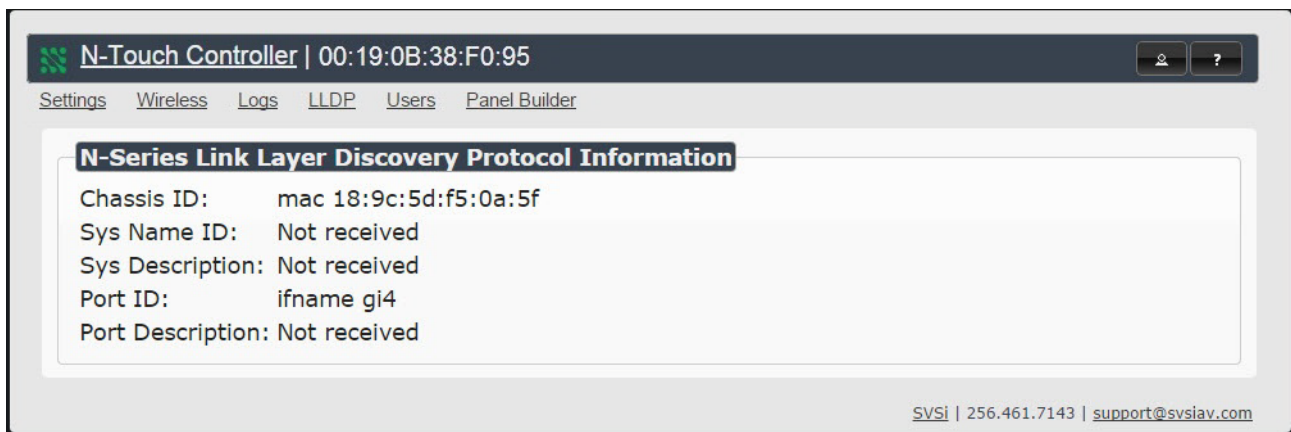 N-Touch Controller | 00:19:0B:38:F0:95 ?
Settings Wireless Logs LLDP Users Panel Builder
N-Series Link Layer Discovery Protocol Information
Chassis ID: mac 18:9c:5d:f5:0a:5f
Sys Name ID: Not received
Sys Description: Not received
Port ID: ifname gi4
Port Description: Not received
SVSi | 256.461.7143 | support@svsiav.com